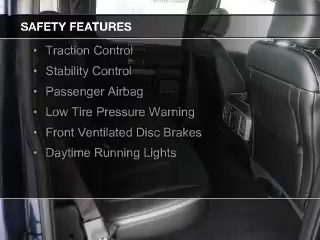 SAFETY FEATURES
• Traction Control
• Stability Control
• Passenger Airbag
• Low Tire Pressure Warning
• Front Ventilated Disc Brakes
• Daytime Running Lights